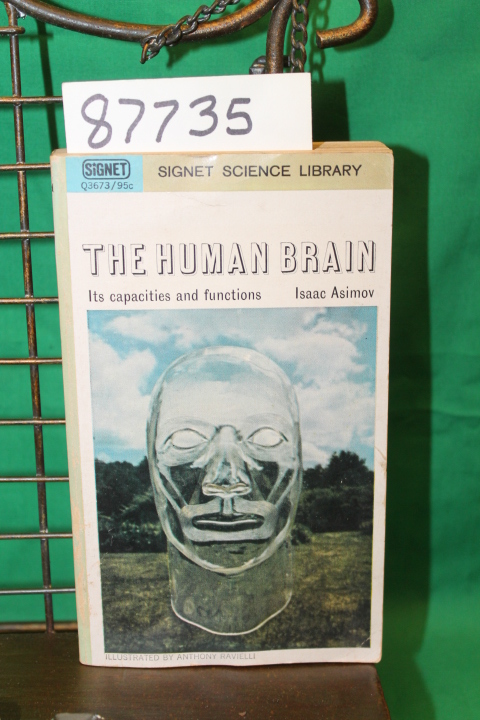 87735
SIGNET
Q3673/95c
SIGNET SCIENCE LIBRARY
THE HUMAN BRAIN
Its capacities and functions Isaac Asimov
ILLUSTRATED BY ANTHONY RAVIELLI